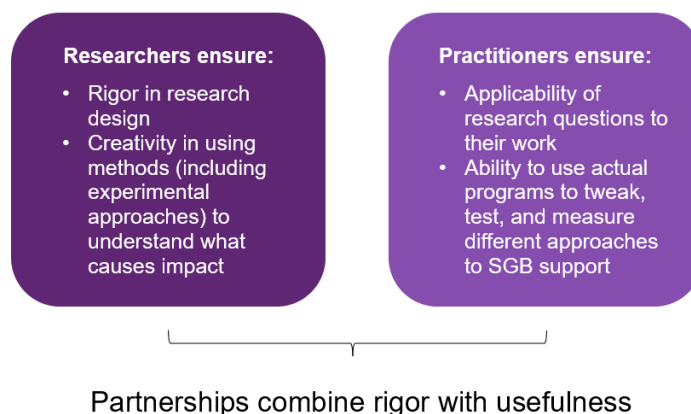 Researchers ensure:
• Rigor in research
design
• Creativity in using
methods (including
experimental
approaches) to
understand what
causes impact
Practitioners ensure:
• Applicability of
research questions to
their work
• Ability to use actual
programs to tweak,
test, and measure
different approaches
to SGB support
Partnerships combine rigor with usefulness